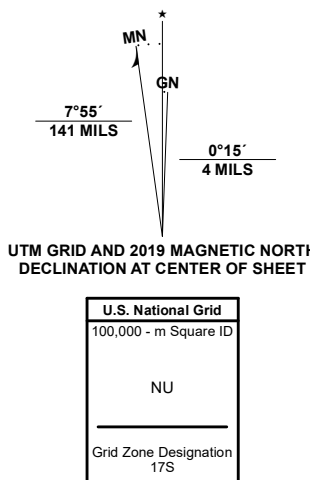 ★
MN
GN
7°55´
141 MILS
0°15´
4 MILS
UTM GRID AND 2019 MAGNETIC NORTH
DECLINATION AT CENTER OF SHEET
U.S. National Grid
100,000 - m Square ID
NU
Grid Zone Designation
17S